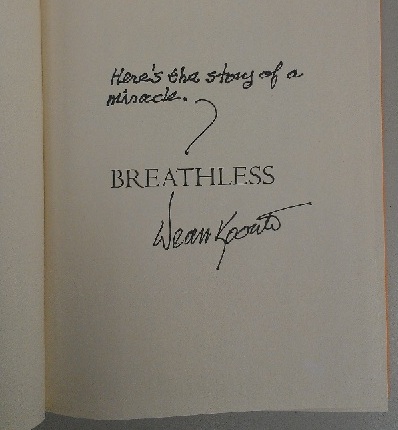 Here's the story of a
miracle.
BREATHLESS
Dean Koontz